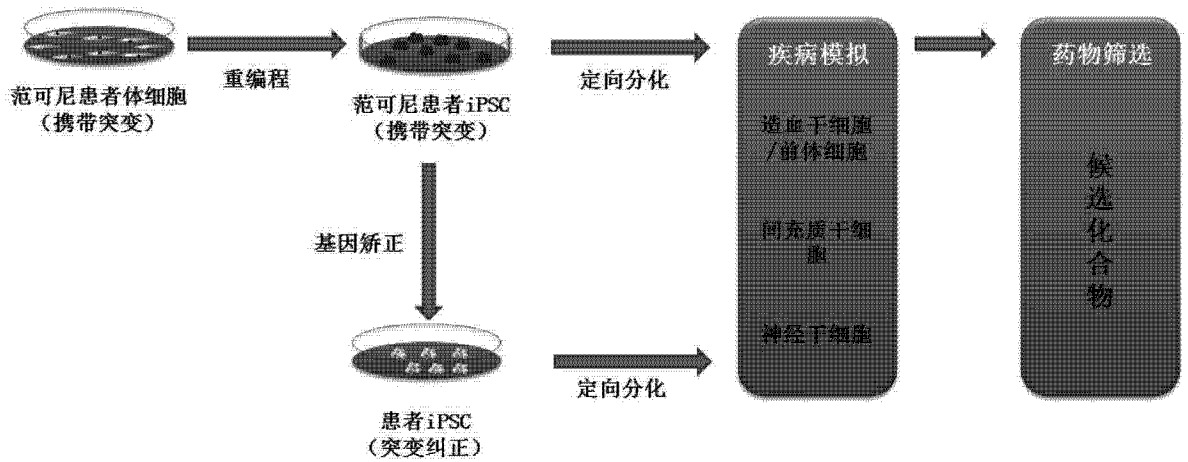 范可尼患者体细胞
（携带突变）
重编程
范可尼患者iPSC
（携带突变）
定向分化
疾病模拟
造血干细胞
/前体细胞
间充质干细
胞
神经干细胞
药物筛选
候选化合物
基因矫正
患者iPSC
（突变纠正）
定向分化